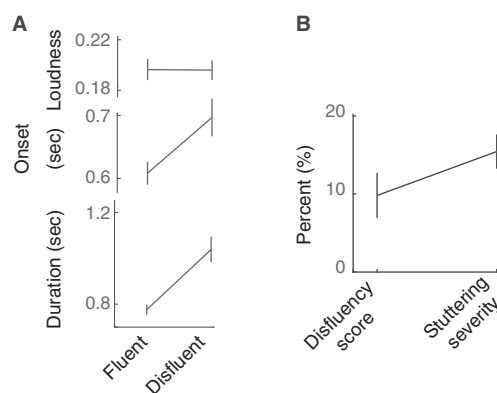 A
B
0.22
Loudness
0.18
0.7
Onset
(sec)
0.6
1.2
Duration (sec)
0.8
Fluent
Disfluent
20
Percent (%)
10
0
Disfluency
score
Stuttering
severity